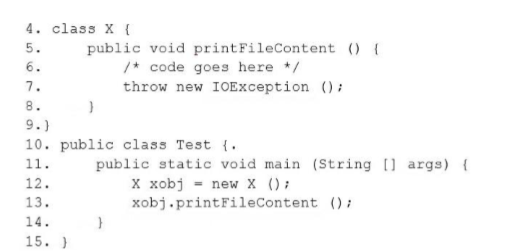 4. class X {
5. public void printFileContent () {
6. /* code goes here */
7. throw new IOException ();
8. }
9.}
10. public class Test {.
11. public static void main (String [] args) {
12. X xobj = new X ();
13. xobj.printFileContent ();
14. }
15. }